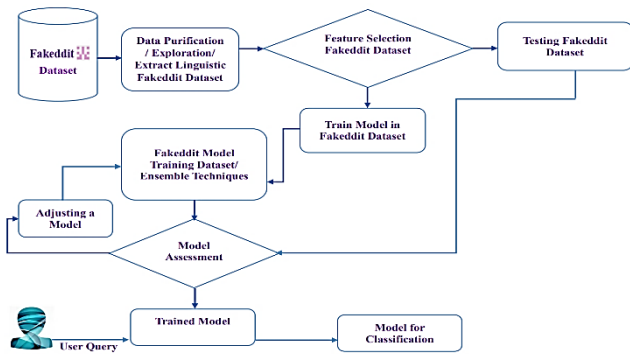 Fakeddit
Dataset
Data Purification
/ Exploration/
Extract Linguistic
Fakeddit Dataset
Feature Selection
Fakeddit Dataset
Testing Fakeddit
Dataset
Train Model in
Fakeddit Dataset
Fakeddit Model
Training Dataset/
Ensemble Techniques
Adjusting a
Model
Model
Assessment
User Query
Trained Model
Model for
Classification